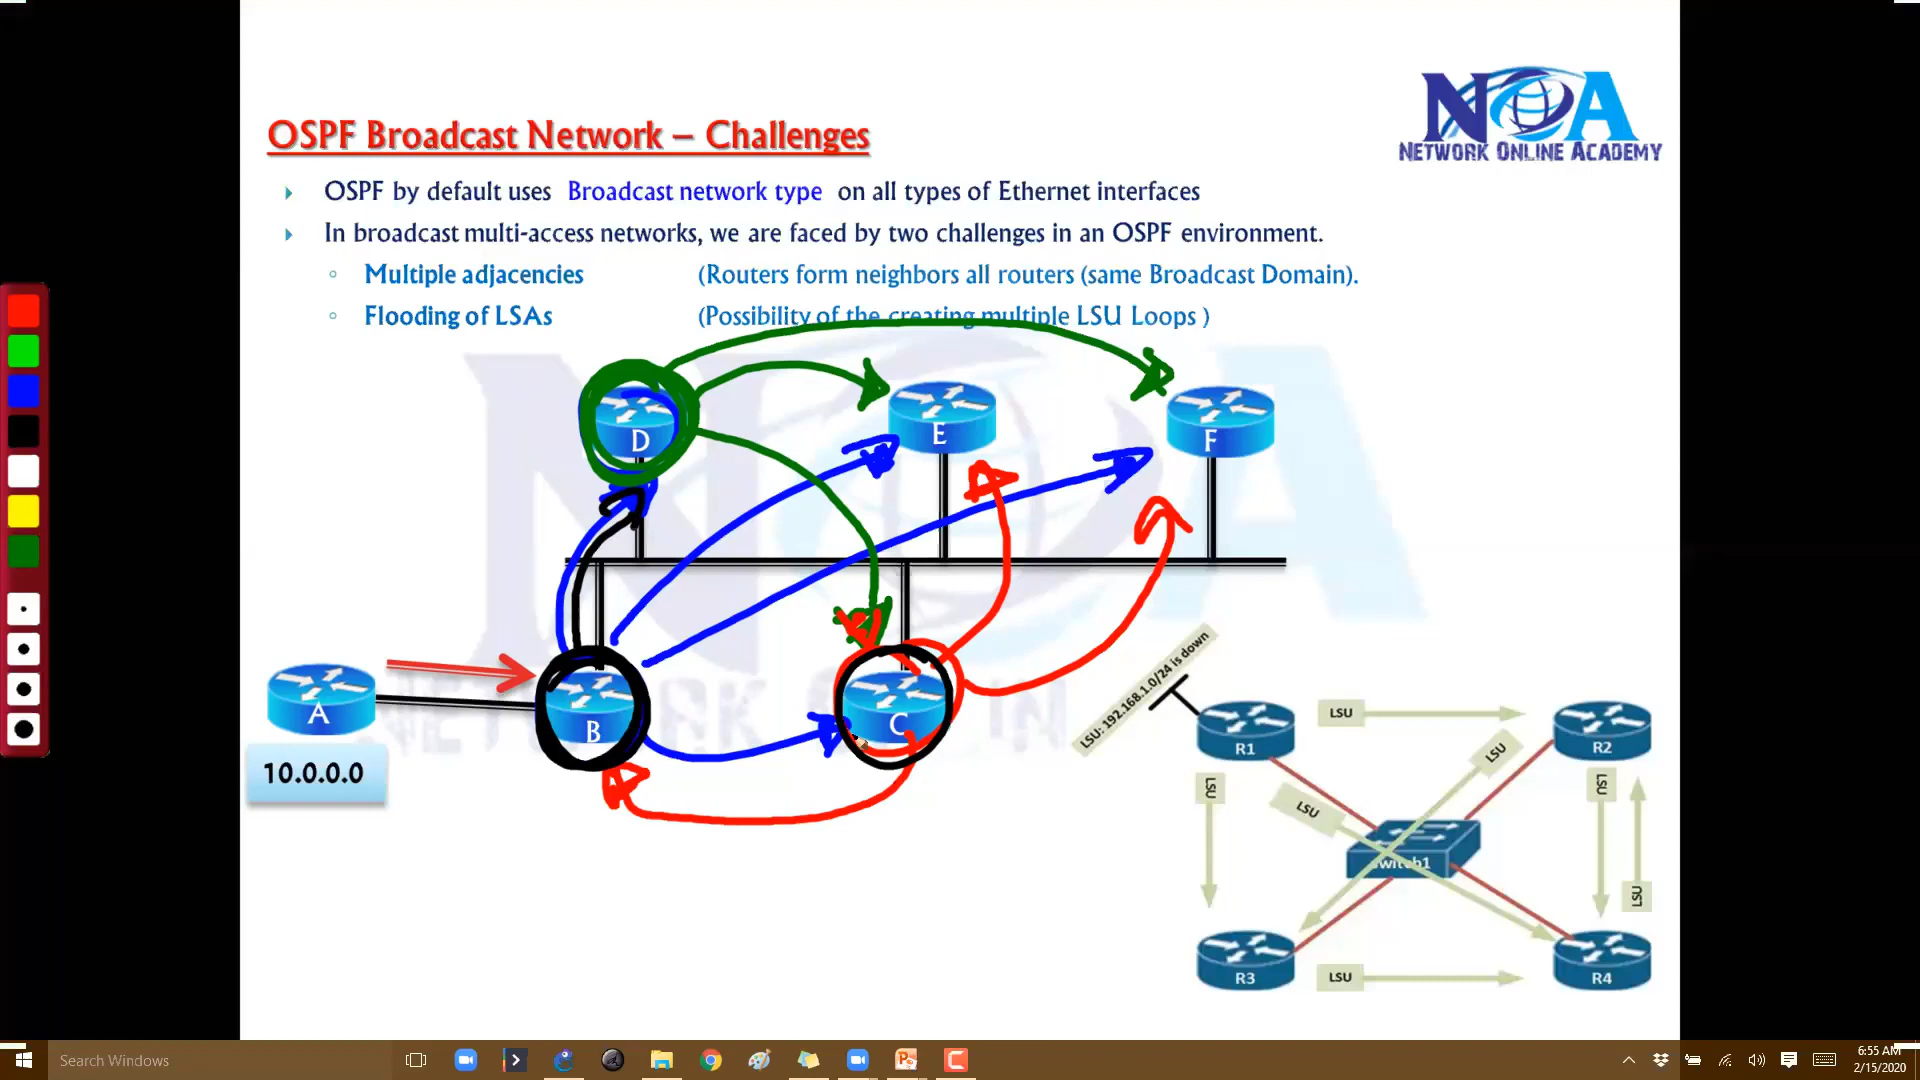 NOA
NETWORK ONLINE ACADEMY
OSPF Broadcast Network – Challenges
OSPF by default uses Broadcast network type on all types of Ethernet interfaces
In broadcast multi-access networks, we are faced by two challenges in an OSPF environment.
Multiple adjacencies (Routers form neighbors all routers (same Broadcast Domain).
Flooding of LSAs (Possibility of the creating multiple LSU Loops )
D
E
F
A
B
C
10.0.0.0
LSU: 192.168.1.0/24 is down
R1
LSU
R2
LSU
LSU
LSU
LSU
Switch1
LSU
R3
LSU
R4
Search Windows
6:55 AM
2/15/2020